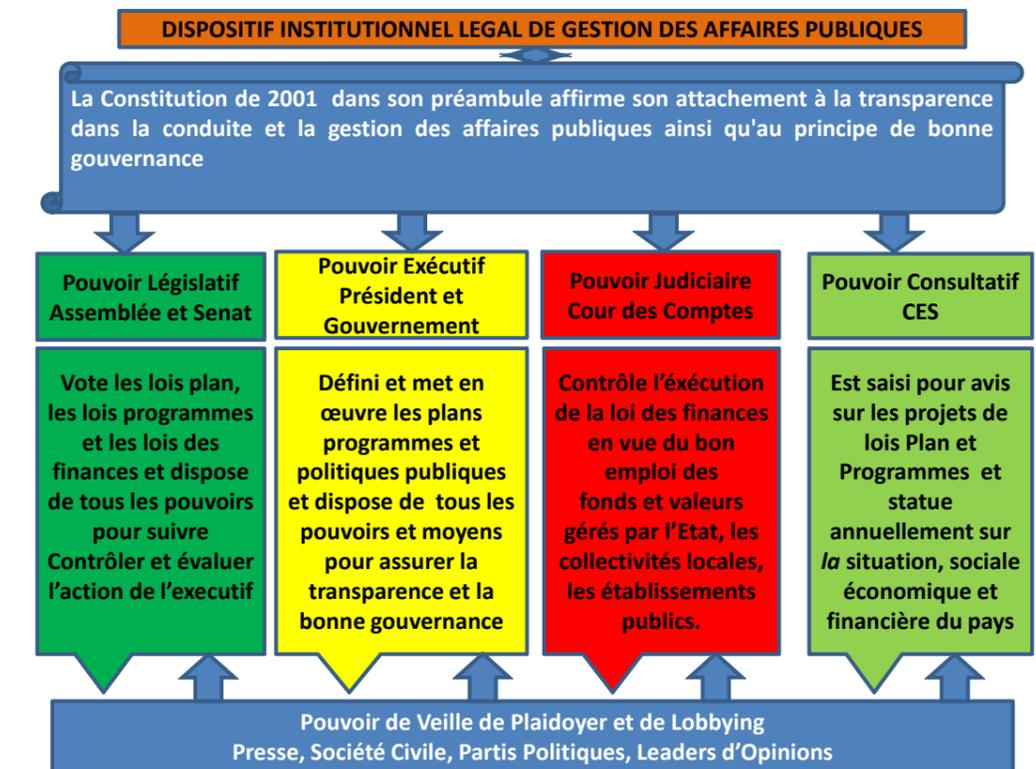 DISPOSITIF INSTITUTIONNEL LEGAL DE GESTION DES AFFAIRES PUBLIQUES
La Constitution de 2001 dans son préambule affirme son attachement à la transparence
dans la conduite et la gestion des affaires publiques ainsi qu'au principe de bonne
gouvernance
Pouvoir Législatif
Assemblée et Senat
Pouvoir Exécutif
Président et
Gouvernement
Pouvoir Judiciaire
Cour des Comptes
Pouvoir Consultatif
CES
Vote les lois plan,
les lois programmes
et les lois des
finances et dispose
de tous les pouvoirs
pour suivre
Contrôler et évaluer
l'action de l'executif
Défini et met en
œuvre les plans
programmes et
politiques publiques
et dispose de tous les
pouvoirs et moyens
pour assurer la
transparence et la
bonne gouvernance
Contrôle l'éxécution
de la loi des finances
en vue du bon
emploi des
fonds et valeurs
gérés par l'Etat, les
collectivités locales,
les établissements
publics.
Est saisi pour avis
sur les projets de
lois Plan et
Programmes et
statue
annuellement sur
la situation, sociale
économique et
financière du pays
Pouvoir de Veille de Plaidoyer et de Lobbying
Presse, Société Civile, Partis Politiques, Leaders d'Opinions